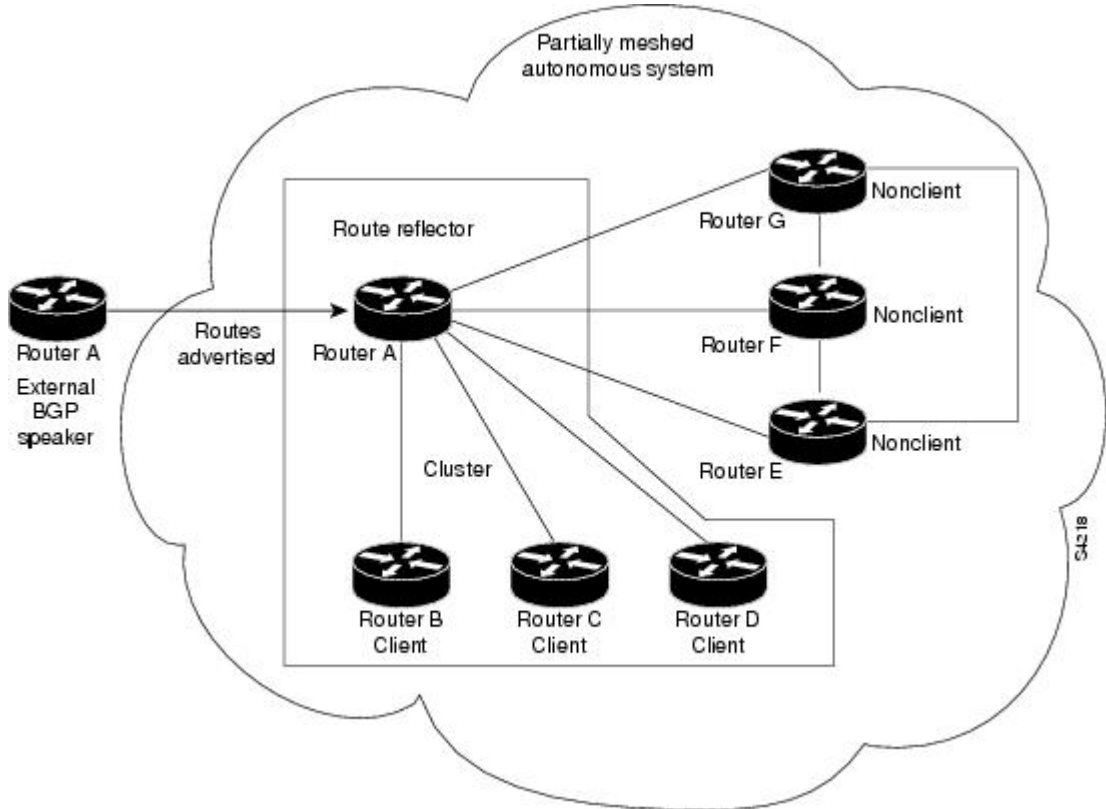 Partially meshed
autonomous system
Nonclient
Router G
Route reflector
Nonclient
Router F
Router A
External
BGP
speaker
Routes
advertised
Router A
Nonclient
Router E
Cluster
Router B
Client
Router C
Client
Router D
Client
S4218